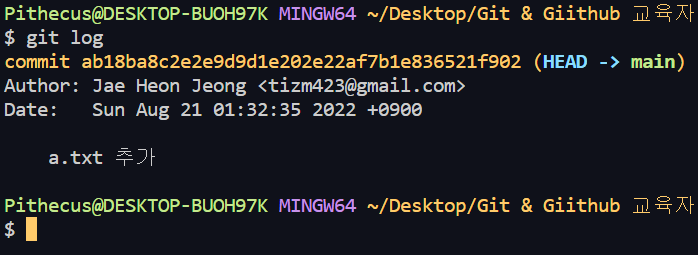 Pithecus@DESKTOP-BUOH97K MINGW64 ~/Desktop/Git & Giithub 교육자
$ git log
commit ab18ba8c2e2e9d9d1e202e22af7b1e836521f902 (HEAD -> main)
Author: Jae Heon Jeong <tizm423@gmail.com>
Date:   Sun Aug 21 01:32:35 2022 +0900
    a.txt 추가
Pithecus@DESKTOP-BUOH97K MINGW64 ~/Desktop/Git & Giithub 교육자
$